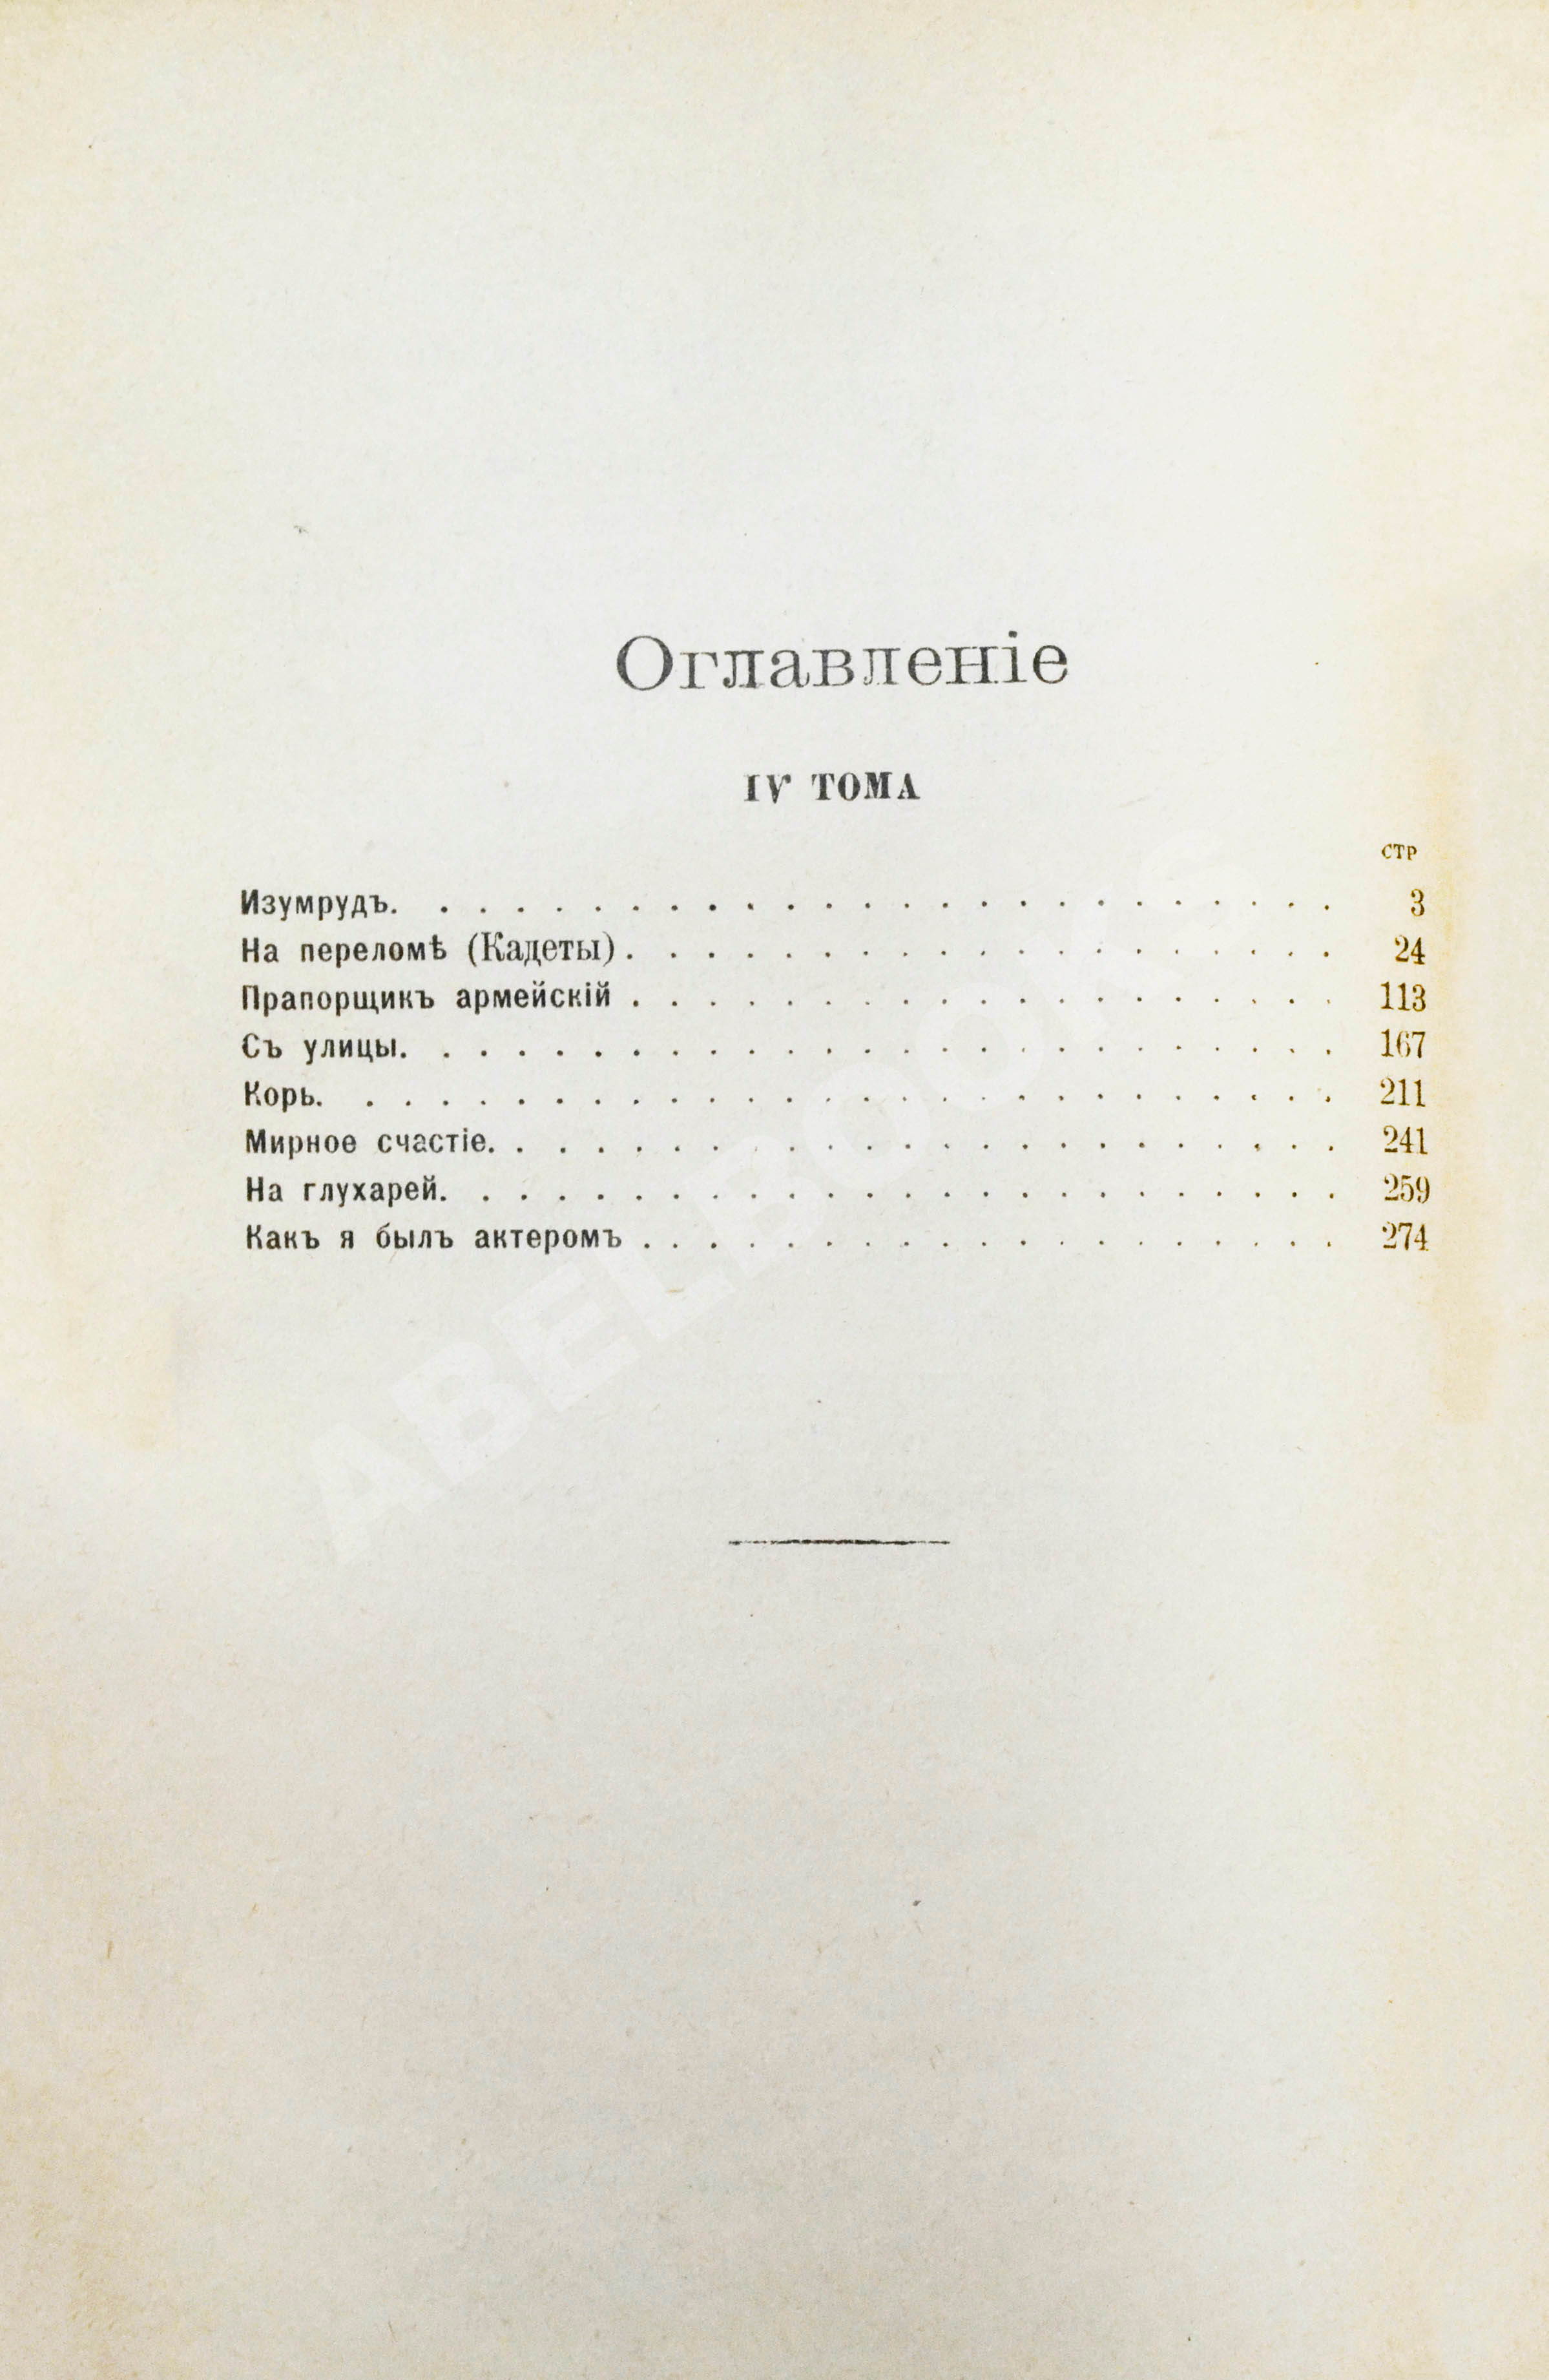 Оглавленіе
IV ТОМА
СТР
Изумрудъ. . . . . . . . . . . . . . . . . . . . . . . . . 3
На переломѣ (Кадеты) . . . . . . . . . . . . . . . . . . . 24
Прапорщикъ армейскій . . . . . . . . . . . . . . . . . . . 113
Съ улицы. . . . . . . . . . . . . . . . . . . . . . . . . 167
Корь. . . . . . . . . . . . . . . . . . . . . . . . . . . 211
Мирное счастіе. . . . . . . . . . . . . . . . . . . . . . . 241
На глухарей. . . . . . . . . . . . . . . . . . . . . . . . 259
Какъ я былъ актеромъ . . . . . . . . . . . . . . . . . . . 274